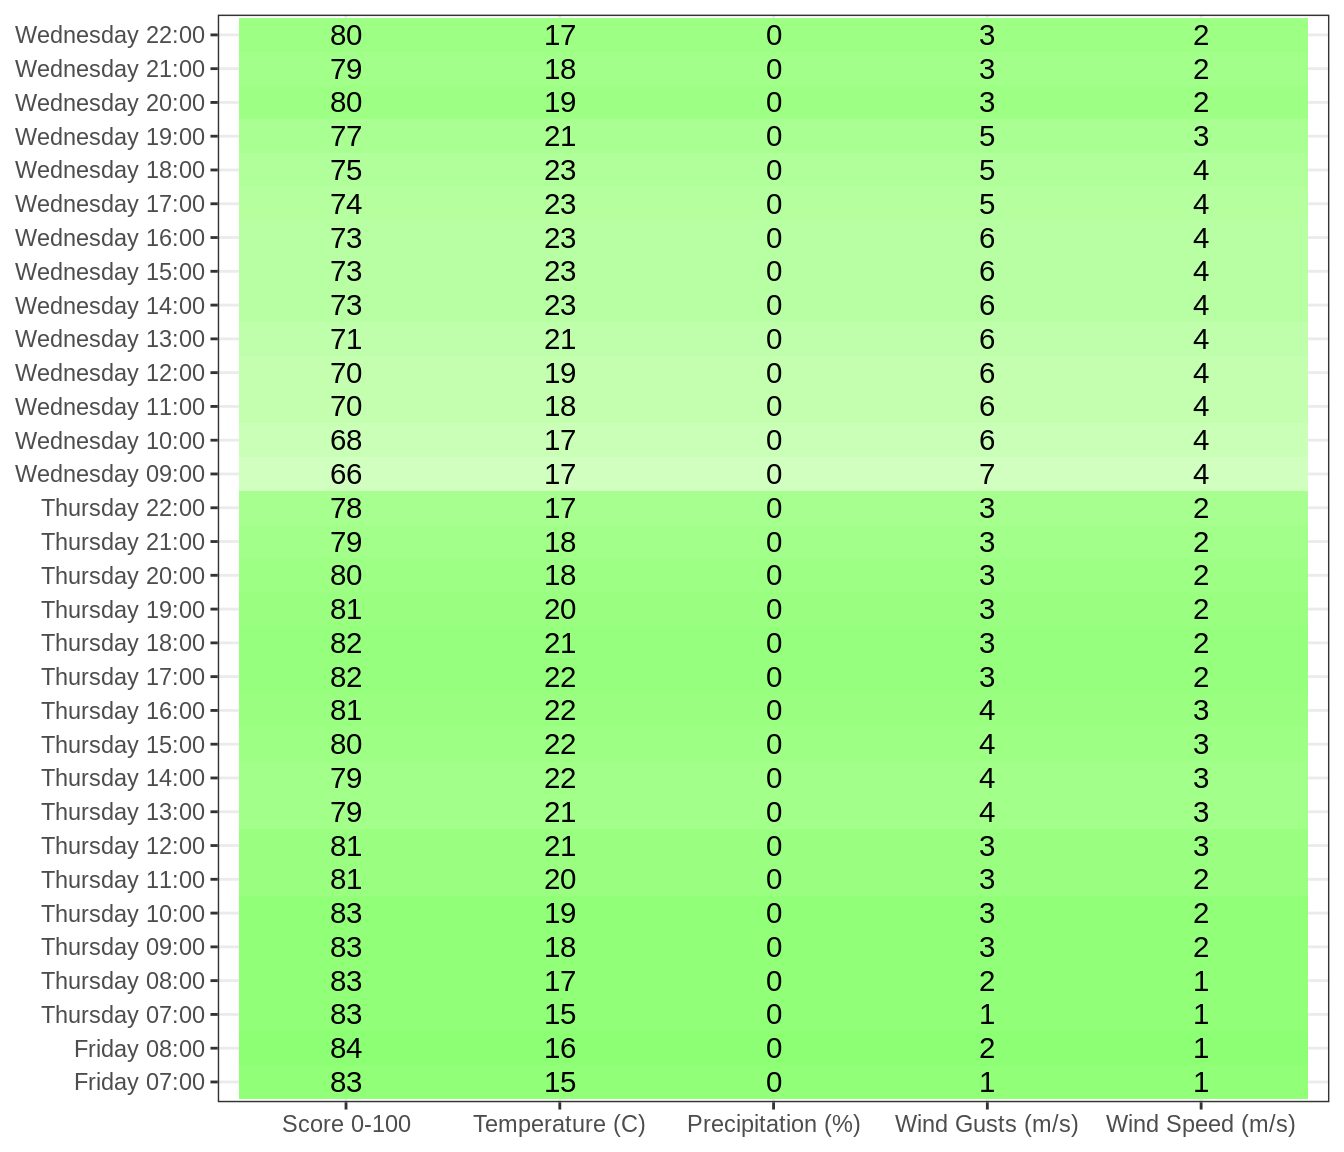 Wednesday 22:00 80 17 0 3 2
Wednesday 21:00 79 18 0 3 2
Wednesday 20:00 80 19 0 3 2
Wednesday 19:00 77 21 0 5 3
Wednesday 18:00 75 23 0 5 4
Wednesday 17:00 74 23 0 5 4
Wednesday 16:00 73 23 0 6 4
Wednesday 15:00 73 23 0 6 4
Wednesday 14:00 73 23 0 6 4
Wednesday 13:00 71 21 0 6 4
Wednesday 12:00 70 19 0 6 4
Wednesday 11:00 70 18 0 6 4
Wednesday 10:00 68 17 0 6 4
Wednesday 09:00 66 17 0 7 4
Thursday 22:00 78 17 0 3 2
Thursday 21:00 79 18 0 3 2
Thursday 20:00 80 18 0 3 2
Thursday 19:00 81 20 0 3 2
Thursday 18:00 82 21 0 3 2
Thursday 17:00 82 22 0 3 2
Thursday 16:00 81 22 0 4 3
Thursday 15:00 80 22 0 4 3
Thursday 14:00 79 22 0 4 3
Thursday 13:00 79 21 0 4 3
Thursday 12:00 81 21 0 3 3
Thursday 11:00 81 20 0 3 2
Thursday 10:00 83 19 0 3 2
Thursday 09:00 83 18 0 3 2
Thursday 08:00 83 17 0 2 1
Thursday 07:00 83 15 0 1 1
Friday 08:00 84 16 0 2 1
Friday 07:00 83 15 0 1 1
Score 0-100 Temperature (C) Precipitation (%) Wind Gusts (m/s) Wind Speed (m/s)